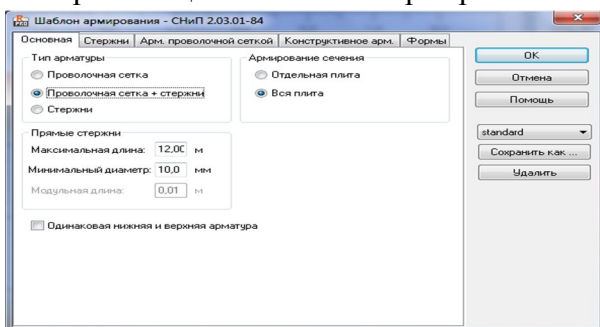 Шаблон армирования - СНиП 2.03.01-84
Основная Стержни Арм. проволочной сеткой Конструктивное арм. Формы
Тип арматуры
Проволочная сетка
Проволочная сетка + стержни
Стержни
Армирование сечения
Отдельная плита
Вся плита
Прямые стержни
Максимальная длина: 12,0 м
Минимальный диаметр: 10,0 мм
Модульная длина: 0,01 м
Одинаковая нижняя и верхняя арматура
OK
Отмена
Помощь
standard
Сохранить как ...
Удалить